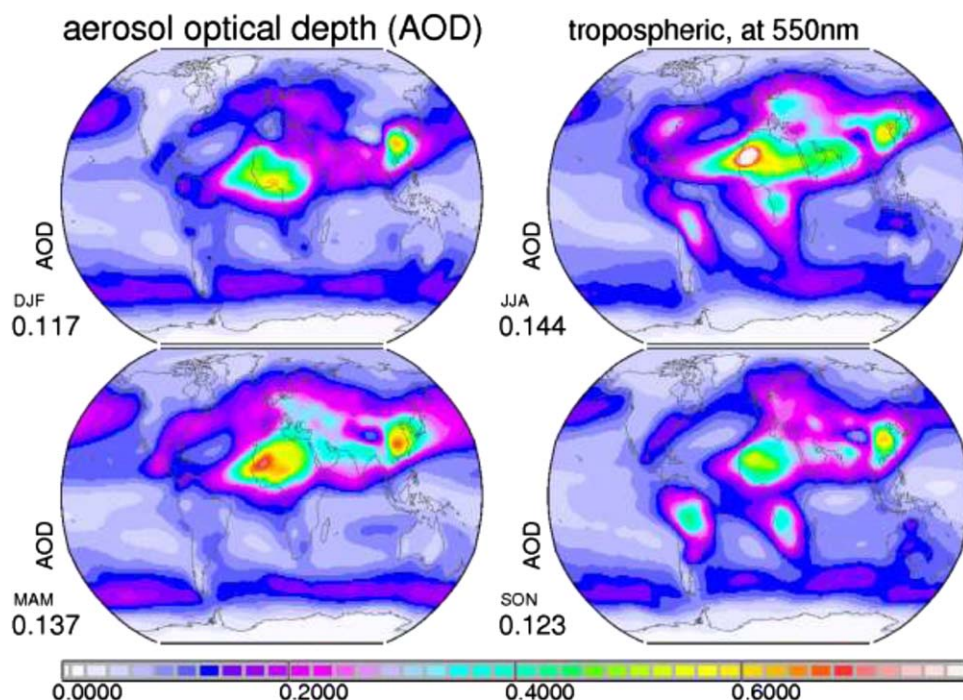 aerosol optical depth (AOD)
tropospheric, at 550nm
AOD
DJF
0.117
AOD
JJA
0.144
AOD
MAM
0.137
AOD
SON
0.123
0.0000 0.2000 0.4000 0.6000